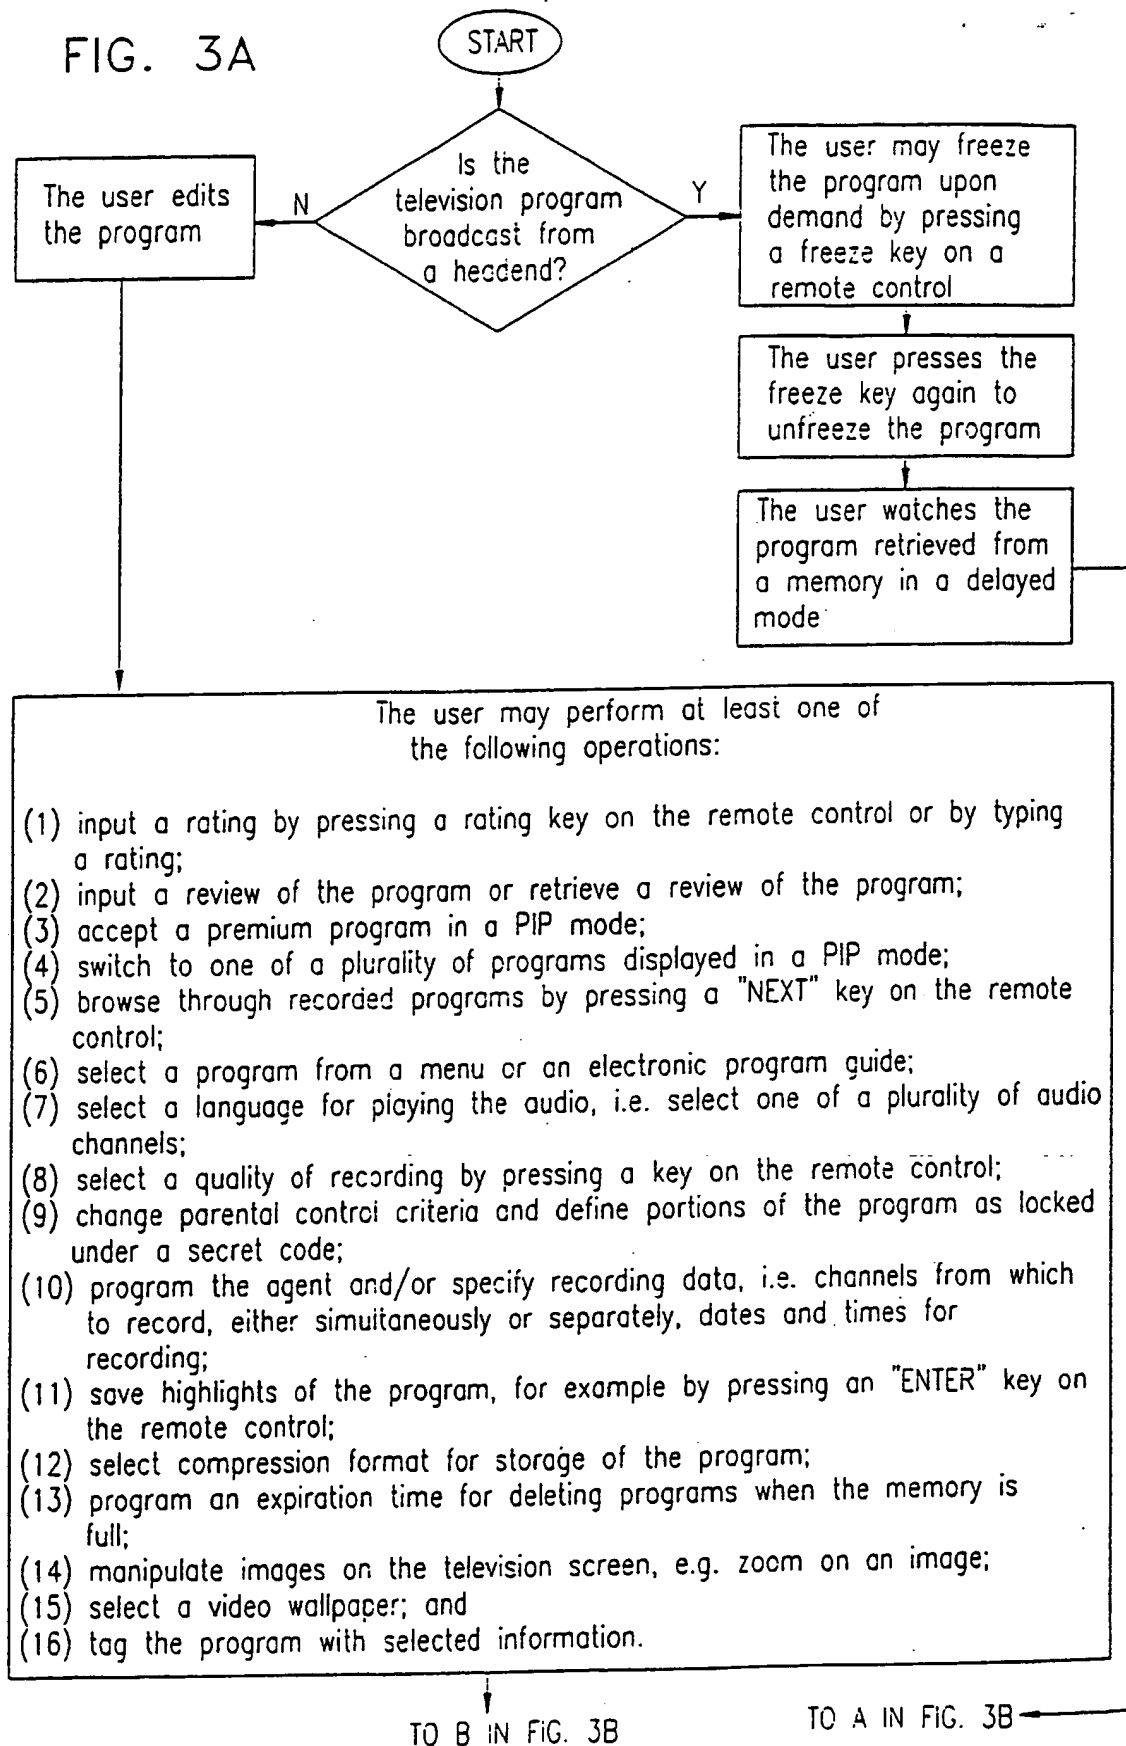 FIG. 3A
START
Is the
television program
broadcast from
a headend?
N
Y
The user edits
the program
The user may freeze
the program upon
demand by pressing
a freeze key on a
remote control
The user presses the
freeze key again to
unfreeze the program
The user watches the
program retrieved from
a memory in a delayed
mode
The user may perform at least one of
the following operations:
(1) input a rating by pressing a rating key on the remote control or by typing
a rating;
(2) input a review of the program or retrieve a review of the program;
(3) accept a premium program in a PIP mode;
(4) switch to one of a plurality of programs displayed in a PIP mode;
(5) browse through recorded programs by pressing a "NEXT" key on the remote
control;
(6) select a program from a menu or an electronic program guide;
(7) select a language for playing the audio, i.e. select one of a plurality of audio
channels;
(8) select a quality of recording by pressing a key on the remote control;
(9) change parental control criteria and define portions of the program as locked
under a secret code;
(10) program the agent and/or specify recording data, i.e. channels from which
to record, either simultaneously or separately, dates and times for
recording;
(11) save highlights of the program, for example by pressing an "ENTER" key on
the remote control;
(12) select compression format for storage of the program;
(13) program an expiration time for deleting programs when the memory is
full;
(14) manipulate images on the television screen, e.g. zoom on an image;
(15) select a video wallpaper; and
(16) tag the program with selected information.
TO B IN FIG. 3B
TO A IN FIG. 3B